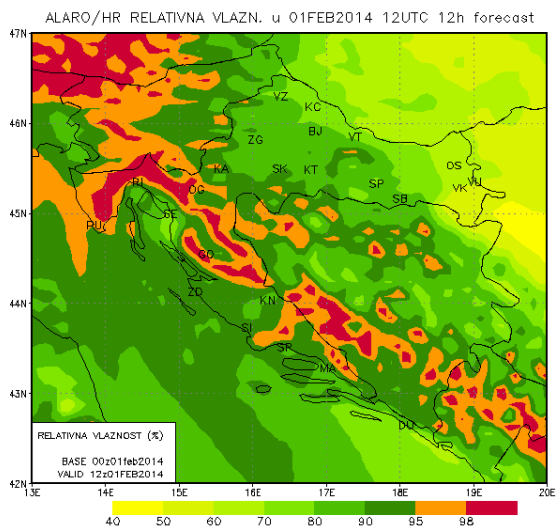 ALARO/HR RELATIVNA VLAZN. u 01FEB2014 12UTC 12h forecast
47N
VZ
KC
46N
BJ
VT
ZG
OS
KA
SK
KT
RI
OG
SP
VK
VU
SB
45N
SE
PU
GO
ZD
KN
44N
SI
SP
MA
43N
DU
RELATIVNA VLAZNOST (%)
BASE 00z01feb2014
VALID 12z01FEB2014
42N
13E
14E
15E
16E
17E
18E
19E
20E
40
50
60
70
80
90
95
98